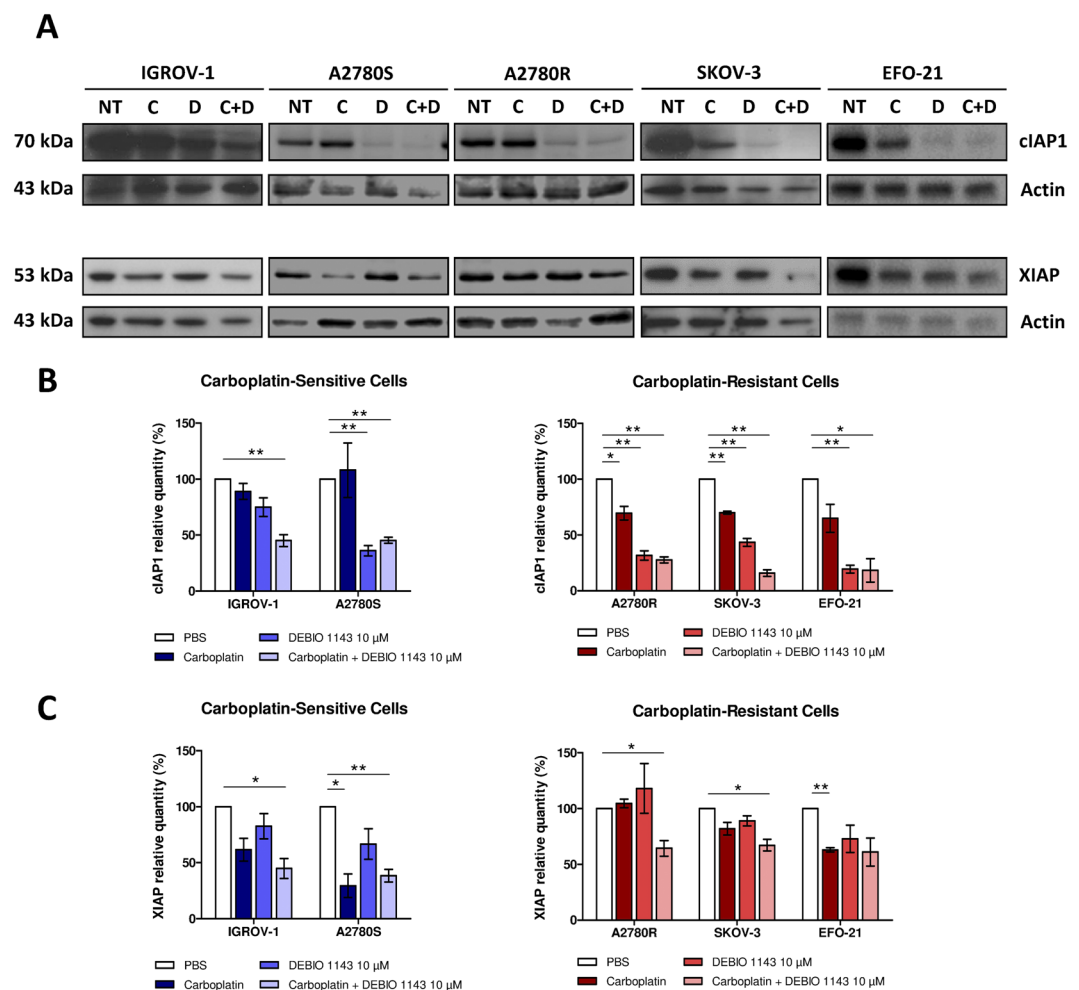 A
IGROV-1 A2780S A2780R SKOV-3 EFO-21
NT C D C+D NT C D C+D NT C D C+D NT C D C+D NT C D C+D
70 kDa cIAP1
43 kDa Actin
53 kDa XIAP
43 kDa Actin
B
Carboplatin-Sensitive Cells
cIAP1 relative quantity (%)
150
100
50
0
**
**
**
IGROV-1 A2780S
PBS DEBIO 1143 10 µM
Carboplatin Carboplatin + DEBIO 1143 10 µM
Carboplatin-Resistant Cells
cIAP1 relative quantity (%)
150
100
50
0
** ** *
** ** **
* **
A2780R SKOV-3 EFO-21
PBS DEBIO 1143 10 µM
Carboplatin Carboplatin + DEBIO 1143 10 µM
C
Carboplatin-Sensitive Cells
XIAP relative quantity (%)
150
100
50
0
* **
*
IGROV-1 A2780S
PBS DEBIO 1143 10 µM
Carboplatin Carboplatin + DEBIO 1143 10 µM
Carboplatin-Resistant Cells
XIAP relative quantity (%)
150
100
50
0
* * **
A2780R SKOV-3 EFO-21
PBS DEBIO 1143 10 µM
Carboplatin Carboplatin + DEBIO 1143 10 µM